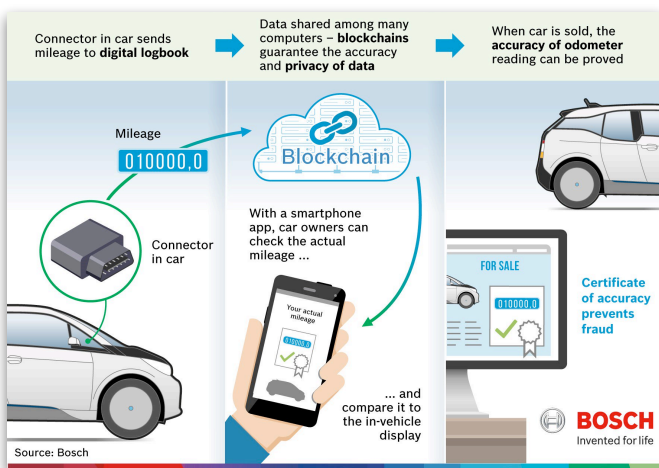 Connector in car sends
mileage to digital logbook
Data shared among many
computers – blockchains
guarantee the accuracy
and privacy of data
When car is sold, the
accuracy of odometer
reading can be proved
Mileage
010000,0
Connector
in car
Source: Bosch
Blockchain
With a smartphone
app, car owners can
check the actual
mileage ...
Your actual
mileage
010000,0
... and
compare it to
the in-vehicle
display
FOR SALE
010000,0
Certificate
of accuracy
prevents
fraud
BOSCH
Invented for life